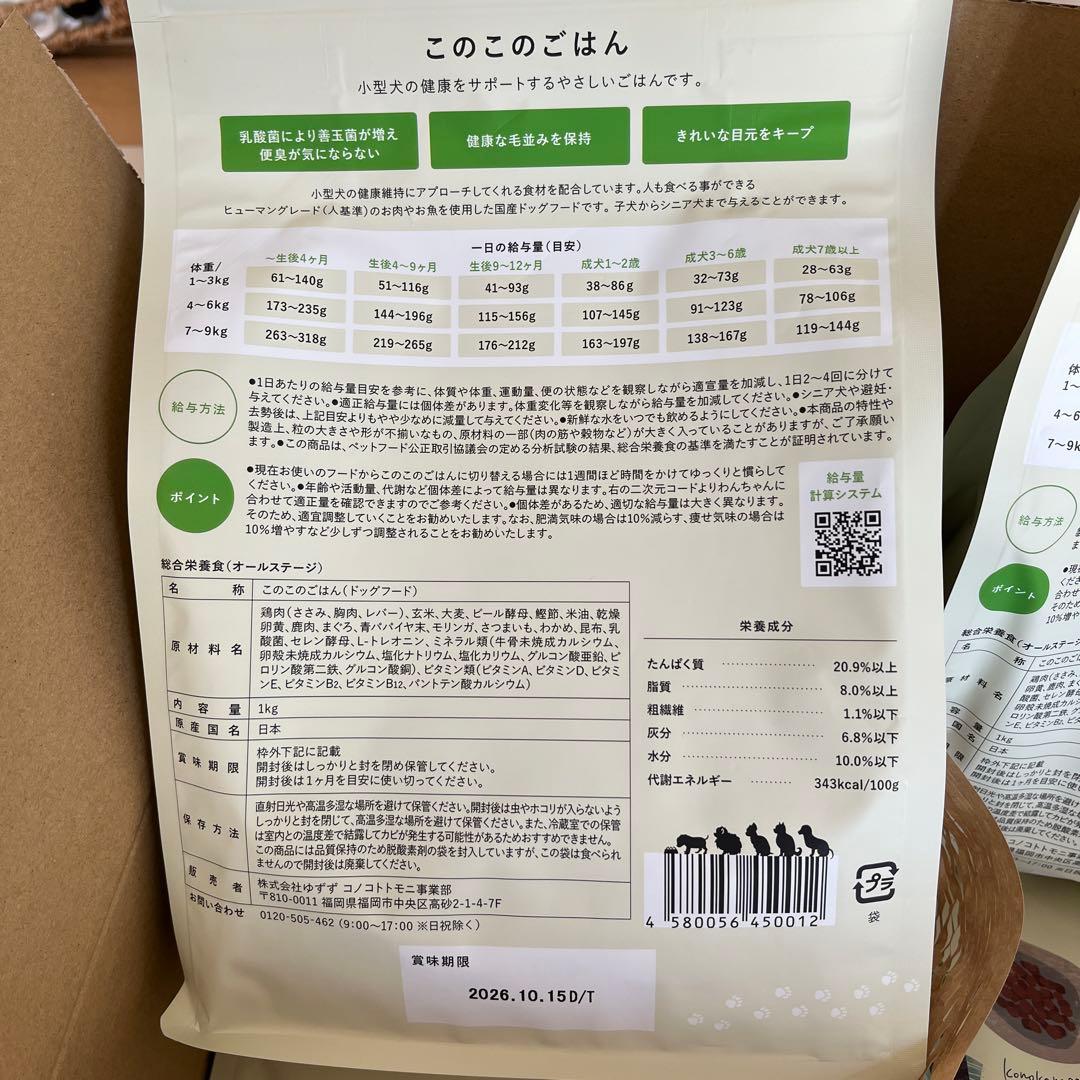 このこのごはん
小型犬の健康をサポートするやさしいごはんです。
乳酸菌により善玉菌が増え
便臭が気にならない
健康な毛並みを保持
きれいな目元をキープ
小型犬の健康維持にアプローチしてくれる食材を配合しています。人も食べる事ができる
ヒューマングレード(人基準)のお肉やお魚を使用した国産ドッグフードです。子犬からシニア犬まで与えることができます。
一日の給与量(目安)
体重/ ～生後4ヶ月 生後4～9ヶ月 生後9～12ヶ月 成犬1～2歳 成犬3～6歳 成犬7歳以上
1～3kg 61～140g 51～116g 41～93g 38～86g 32～73g 28～63g
4～6kg 173～235g 144～196g 115～156g 107～145g 91～123g 78～106g
7～9kg 263～318g 219～265g 176～212g 163～197g 138～167g 119～144g
給与方法
●1日あたりの給与量目安を参考に、体質や体重、運動量、便の状態などを観察しながら適宣量を加減し、1日2～4回に分けて
与えてください。●適正給与量には個体差があります。体重変化等を観察しながら給与量を加減してください。●シニア犬や避妊・
去勢後は、上記目安よりもやや少なめに減量して与えてください。●新鮮な水をいつでも飲めるようにしてください。●本商品の特性や
製造上、粒の大きさや形が不揃いなもの、原材料の一部(肉の筋や穀物など)が大きく入っていることがありますが、ご了承願い
ます。●この商品は、ペットフード公正取引協議会の定める分析試験の結果、総合栄養食の基準を満たすことが証明されています。
ポイント
●現在お使いのフードからこのこのごはんに切り替える場合には1週間ほど時間をかけてゆっくりと慣らして
ください。●年齢や活動量、代謝など個体差によって給与量は異なります。右の二次元コードよりわんちゃんに
合わせて適正量を確認できますのでご参考ください。●個体差があるため、適切な給与量は大きく異なります。
そのため、適宜調整していくことをお勧めいたします。なお、肥満気味の場合は10%減らす、痩せ気味の場合は
10%増やすなど少しずつ調整されることをお勧めいたします。
給与量
計算システム
総合栄養食(オールステージ)
名称 このこのごはん(ドッグフード)
原材料名 鶏肉(ささみ、胸肉、レバー)、玄米、大麦、ビール酵母、鰹節、米油、乾燥
卵黄、鹿肉、まぐろ、青パパイヤ末、モリンガ、さつまいも、わかめ、昆布、乳
酸菌、セレン酵母、L-トレオニン、ミネラル類(牛骨未焼成カルシウム、
卵殻未焼成カルシウム、塩化ナトリウム、塩化カリウム、グルコン酸亜鉛、ピ
ロリン酸第二鉄、グルコン酸銅)、ビタミン類(ビタミンA、ビタミンD、ビタミ
ンE、ビタミンB2、ビタミンB12、パントテン酸カルシウム)
内容量 1kg
原産国名 日本
賞味期限 枠外下記に記載
開封後はしっかりと封を閉め保管してください。
開封後は1ヶ月を目安に使い切ってください。
保存方法 直射日光や高温多湿な場所を避けて保管ください。開封後は虫やホコリが入らないよう
しっかりと封を閉じて、高温多湿な場所を避けて保管ください。また、冷蔵室での保管
は室内との温度差で結露してカビが発生する可能性があるためおすすめできません。
この商品には品質保持のため脱酸素剤の袋を封入していますが、この袋は食べられ
ませんので開封後は廃棄してください。
販売者 株式会社ゆずず コノコトトモニ事業部
〒810-0011 福岡県福岡市中央区高砂2-1-4-7F
お問い合わせ 0120-505-462 (9:00～17:00 ※日祝除く)
栄養成分
たんぱく質 20.9%以上
脂質 8.0%以上
粗繊維 1.1%以下
灰分 6.8%以下
水分 10.0%以下
代謝エネルギー 343kcal/100g
4 580056 450012
プラ
袋
賞味期限
2026.10.15D/T
4～6
7～9k
給与方法
ポイント
総合栄養食(オールステージ
1kg
日本